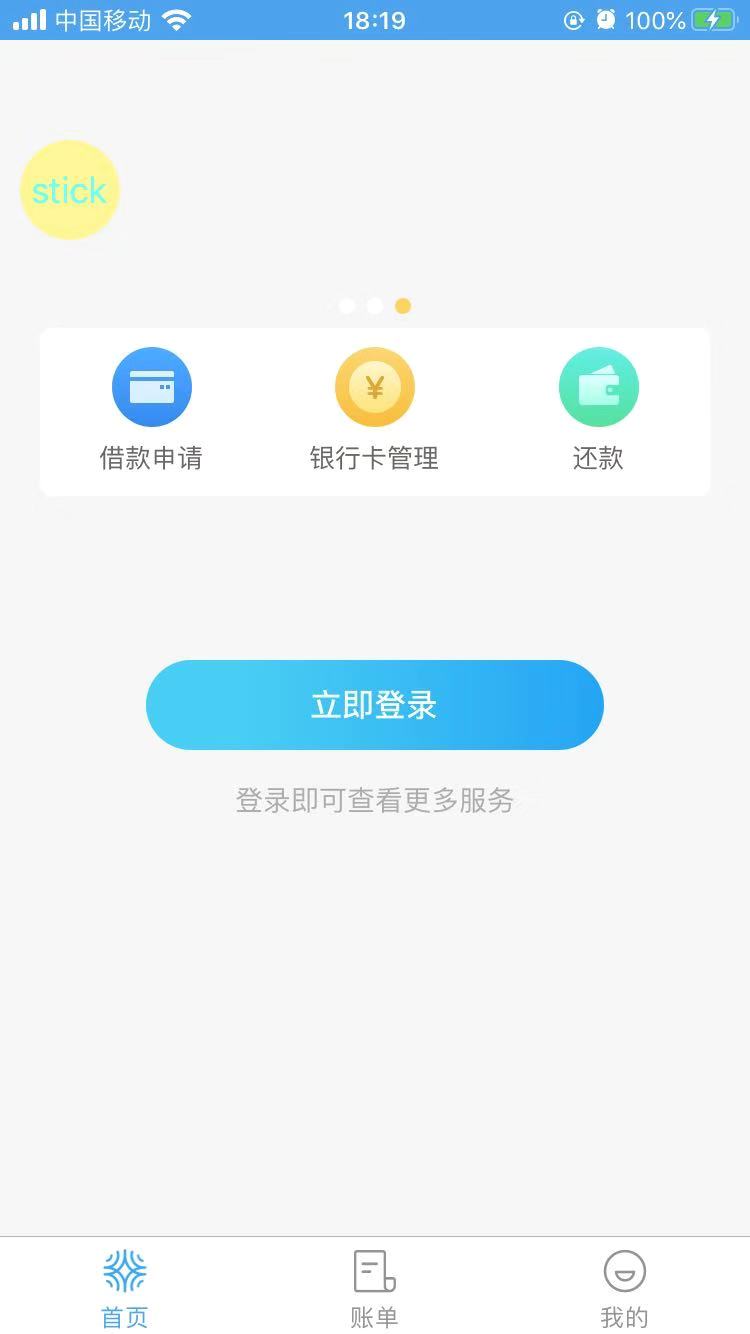 中国移动
18:19
100%
stick
借款申请
银行卡管理
还款
立即登录
登录即可查看更多服务
首页
账单
我的